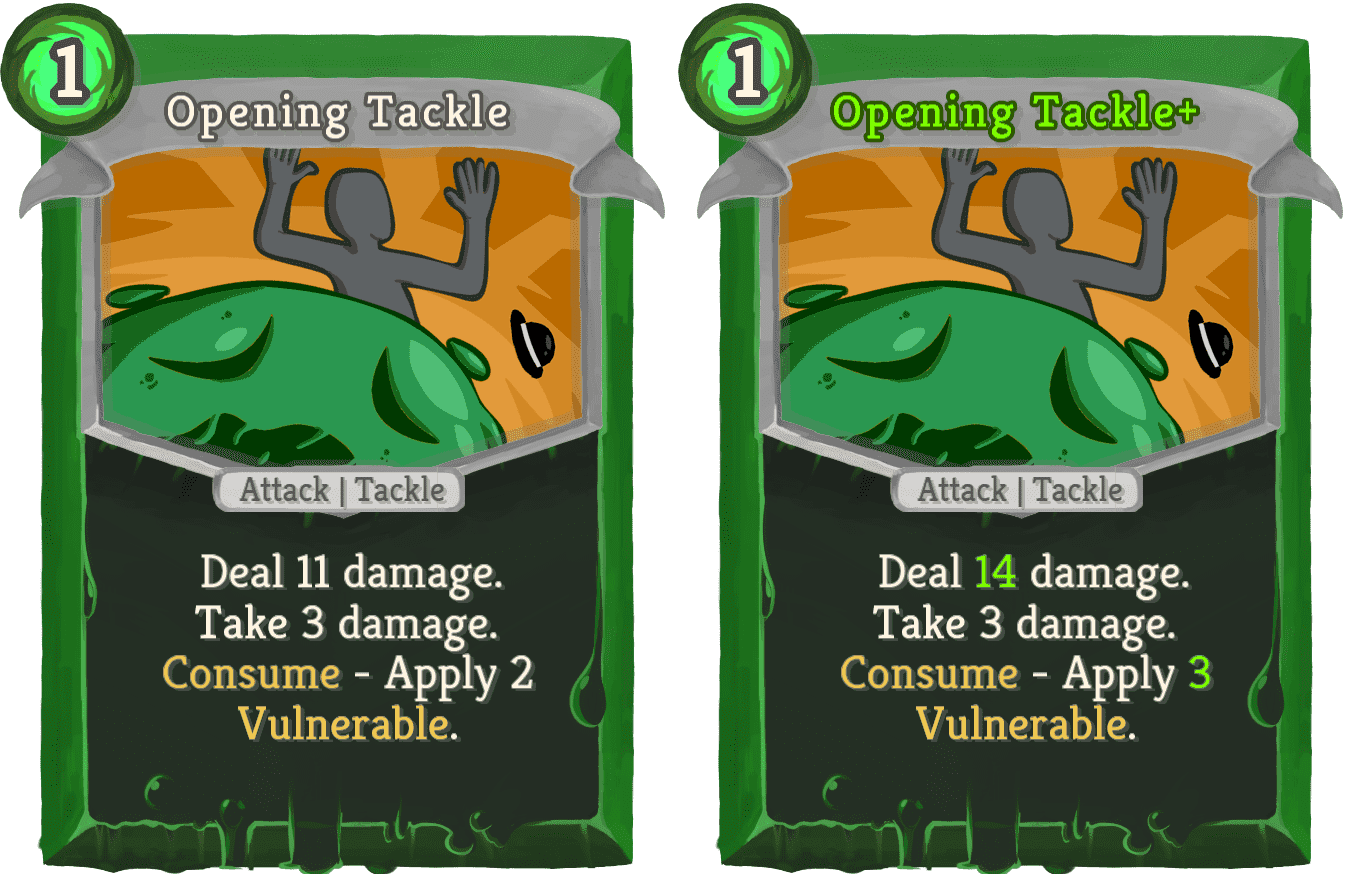 1
Opening Tackle
Attack | Tackle
Deal 11 damage.
Take 3 damage.
Consume - Apply 2
Vulnerable.
1
Opening Tackle+
Attack | Tackle
Deal 14 damage.
Take 3 damage.
Consume - Apply 3
Vulnerable.